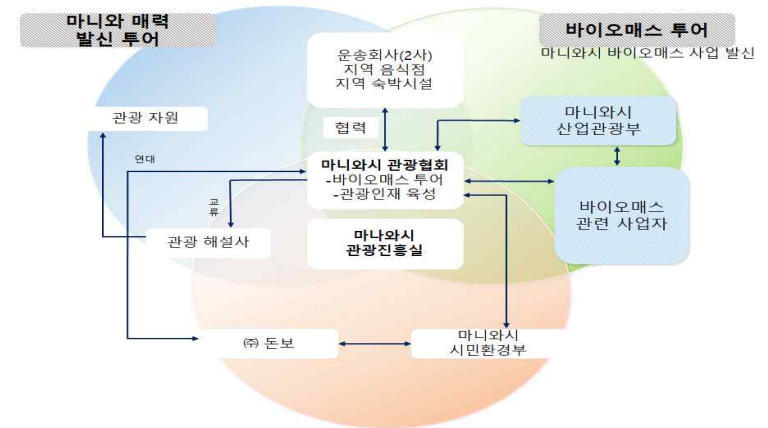 마니와 매력
발신 투어
바이오매스 투어
마니와시 바이오매스 사업 발신
운송회사(2사)
지역 음식점
지역 숙박시설
관광 자원
협력
마니와시
산업관광부
연대
마니와시 관광협회
-바이오매스 투어
-관광인재 육성
교
류
바이오매스
관련 사업자
관광 해설사
마나와시
관광진흥실
㈜ 돈보
마니와시
시민환경부